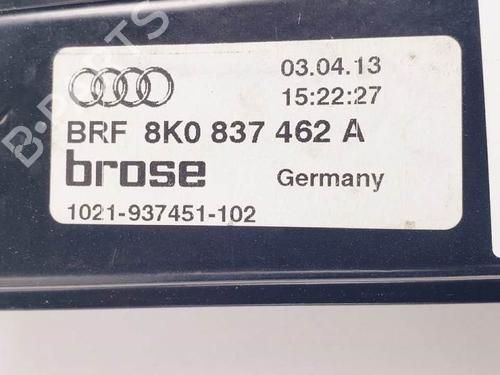 03.04.13
15:22:27
BRF 8K0 837 462 A
brose
Germany
1021-937451-102